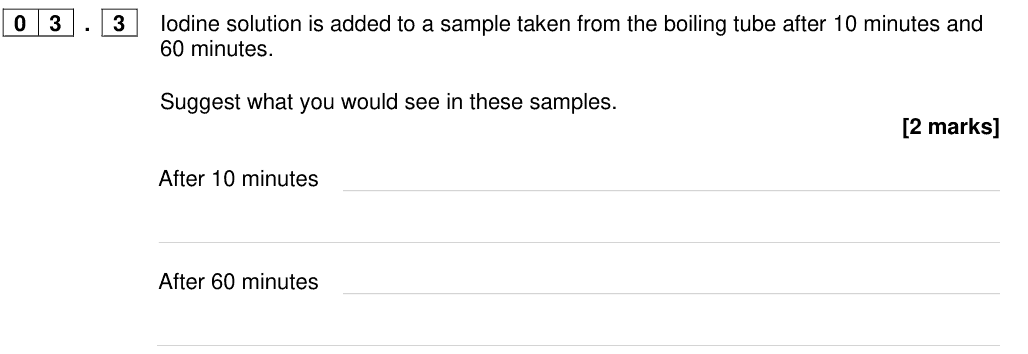 0 3 . 3 Iodine solution is added to a sample taken from the boiling tube after 10 minutes and
60 minutes.
Suggest what you would see in these samples.
[2 marks]
After 10 minutes
After 60 minutes